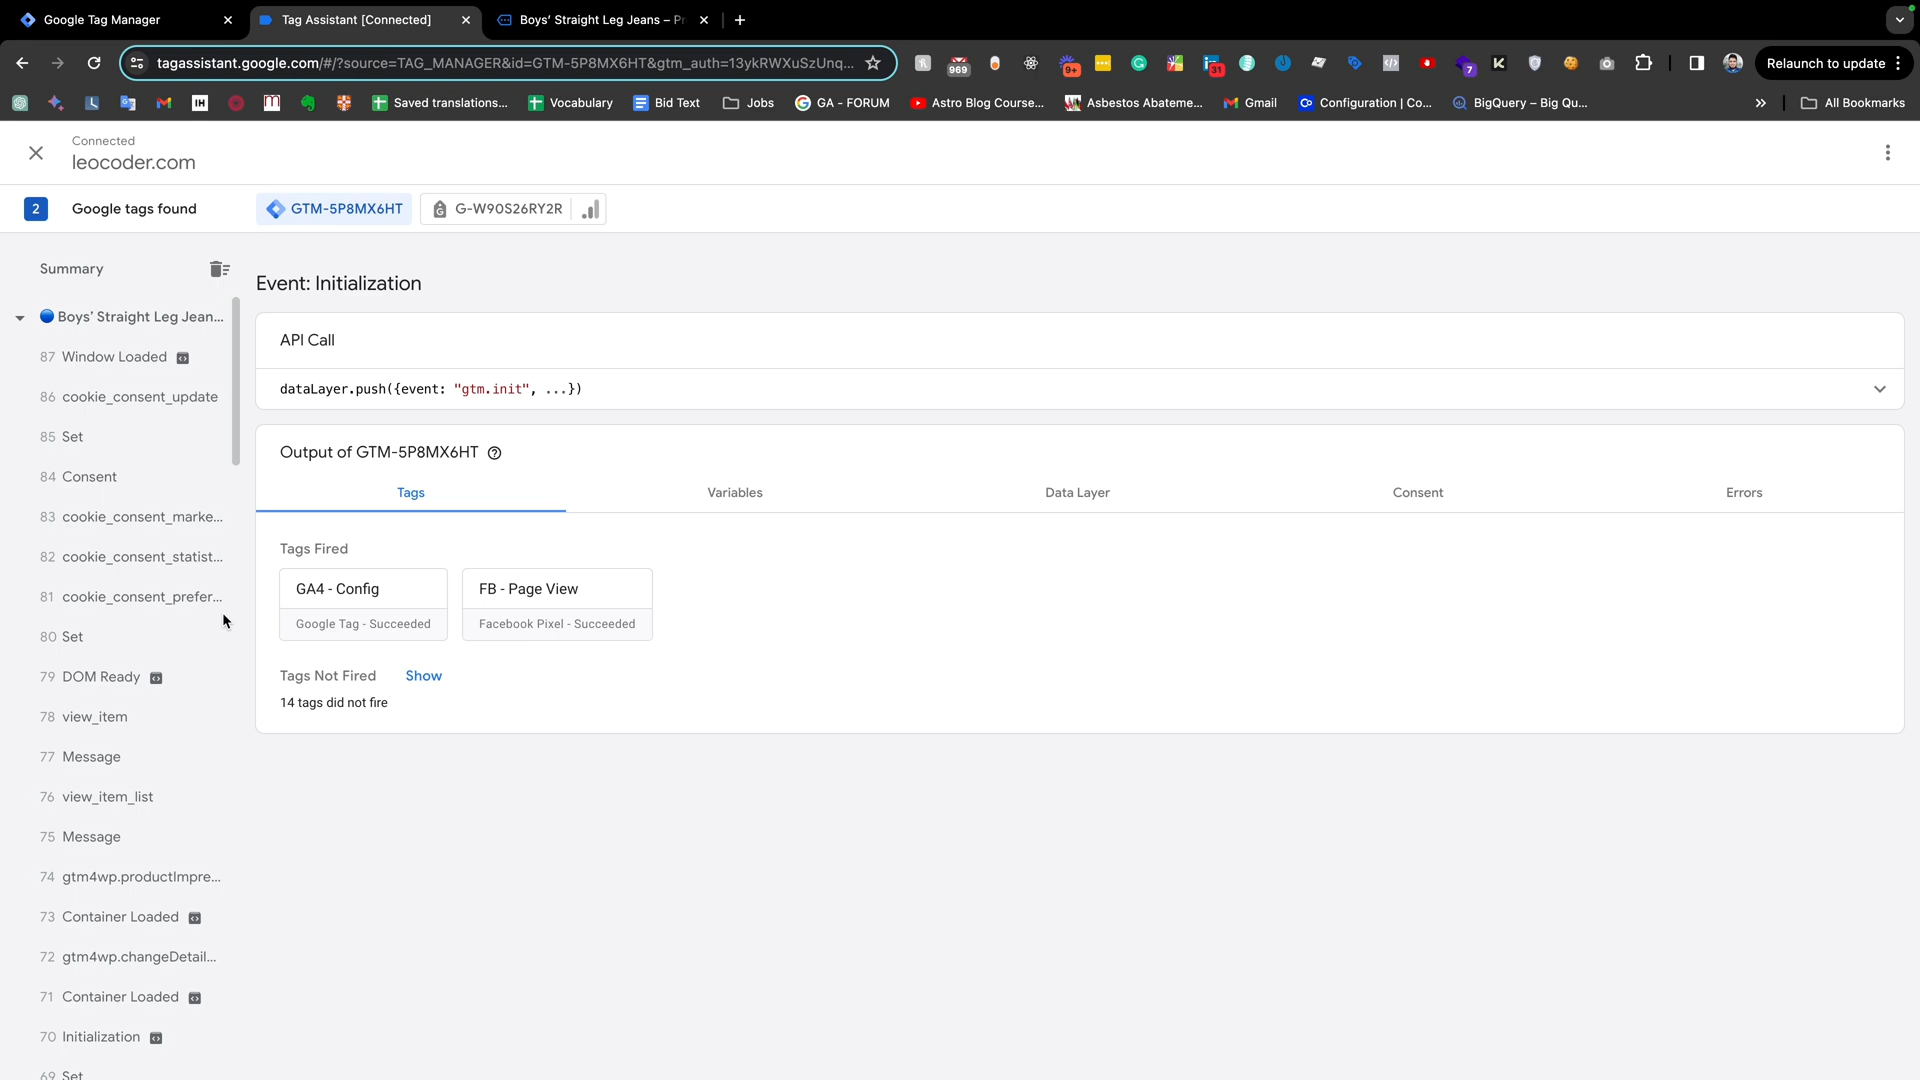 Google Tag Manager
Tag Assistant [Connected]
Boys' Straight Leg Jeans – Pr
tagassistant.google.com/#/?source=TAG_MANAGER&id=GTM-5P8MX6HT&gtm_auth=13ykRWXuSzUnq...
969
9+
31
7
Relaunch to update
Saved translations...
Vocabulary
Bid Text
Jobs
GA - FORUM
Astro Blog Course...
Asbestos Abateme...
Gmail
Configuration | Co...
BigQuery – Big Qu...
All Bookmarks
Connected
leocoder.com
2
Google tags found
GTM-5P8MX6HT
G-W90S26RY2R
Summary
Boys' Straight Leg Jean...
87 Window Loaded
86 cookie_consent_update
85 Set
84 Consent
83 cookie_consent_marke...
82 cookie_consent_statist...
81 cookie_consent_prefer...
80 Set
79 DOM Ready
78 view_item
77 Message
76 view_item_list
75 Message
74 gtm4wp.productImpre...
73 Container Loaded
72 gtm4wp.changeDetail...
71 Container Loaded
70 Initialization
69 Set
Event: Initialization
API Call
dataLayer.push({event: "gtm.init", ...})
Output of GTM-5P8MX6HT
Tags
Variables
Data Layer
Consent
Errors
Tags Fired
GA4 - Config
Google Tag - Succeeded
FB - Page View
Facebook Pixel - Succeeded
Tags Not Fired
Show
14 tags did not fire